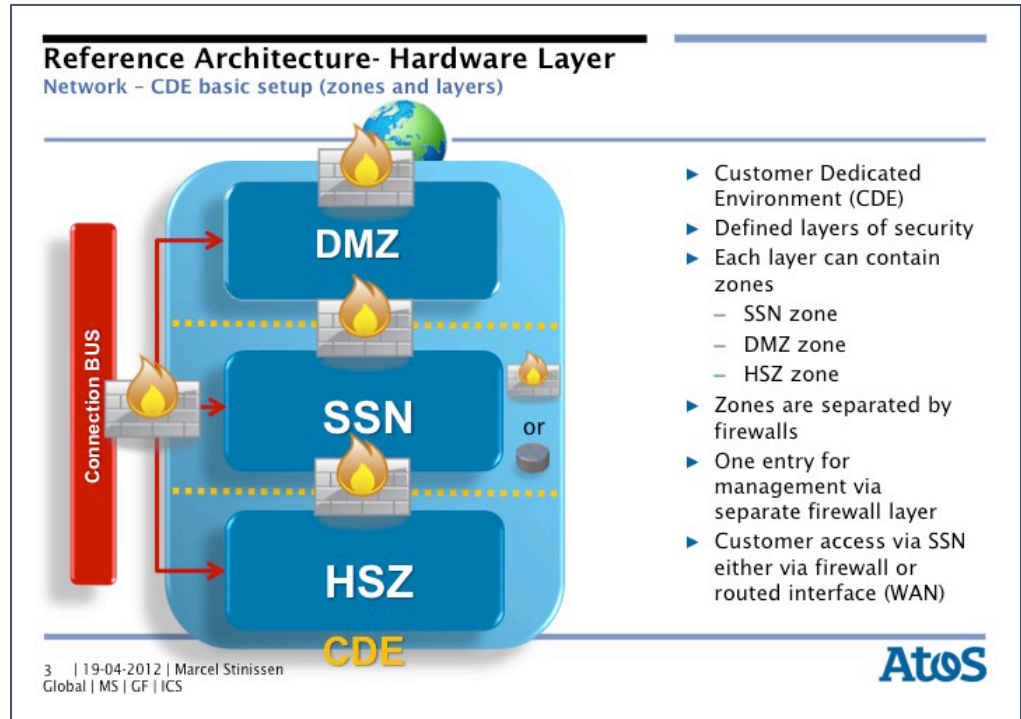 Reference Architecture- Hardware Layer
Network – CDE basic setup (zones and layers)
Connection BUS
DMZ
SSN
or
HSZ
CDE
► Customer Dedicated
Environment (CDE)
► Defined layers of security
► Each layer can contain
zones
– SSN zone
– DMZ zone
– HSZ zone
► Zones are separated by
firewalls
► One entry for
management via
separate firewall layer
► Customer access via SSN
either via firewall or
routed interface (WAN)
3 | 19-04-2012 | Marcel Stinissen
Global | MS | GF | ICS
Atos